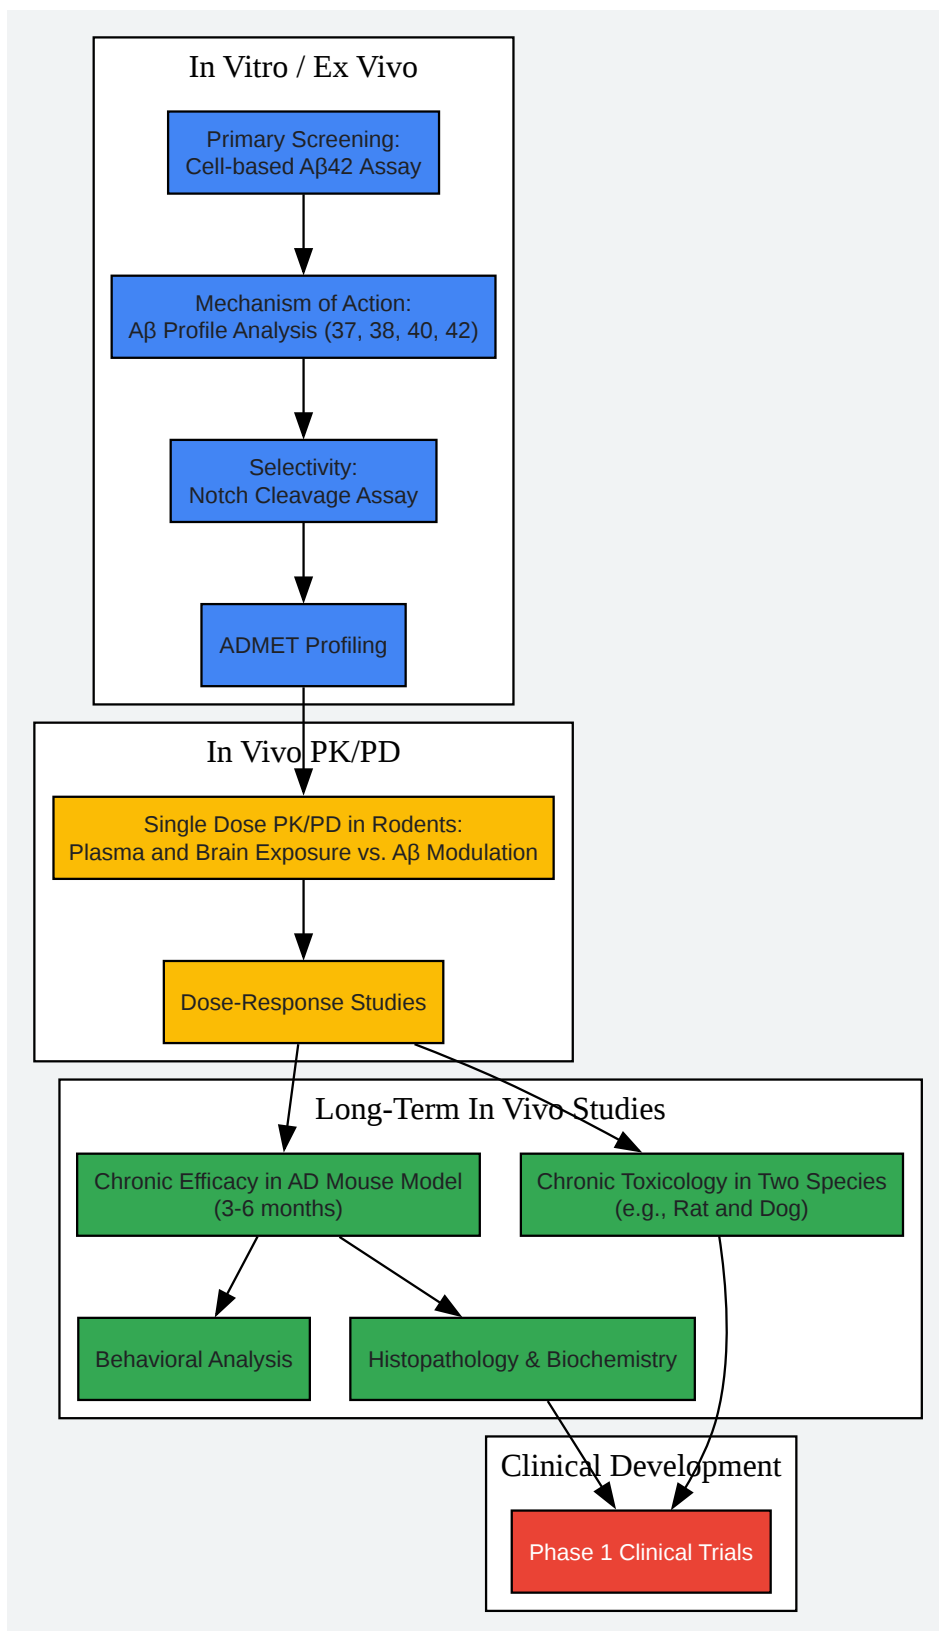 In Vitro / Ex Vivo
Primary Screening:
Cell-based Aβ42 Assay
Mechanism of Action:
Aβ Profile Analysis (37, 38, 40, 42)
Selectivity:
Notch Cleavage Assay
ADMET Profiling
In Vivo PK/PD
Single Dose PK/PD in Rodents:
Plasma and Brain Exposure vs. Aβ Modulation
Dose-Response Studies
Long-Term In Vivo Studies
Chronic Efficacy in AD Mouse Model
(3-6 months)
Chronic Toxicology in Two Species
(e.g., Rat and Dog)
Behavioral Analysis
Histopathology & Biochemistry
Clinical Development
Phase 1 Clinical Trials